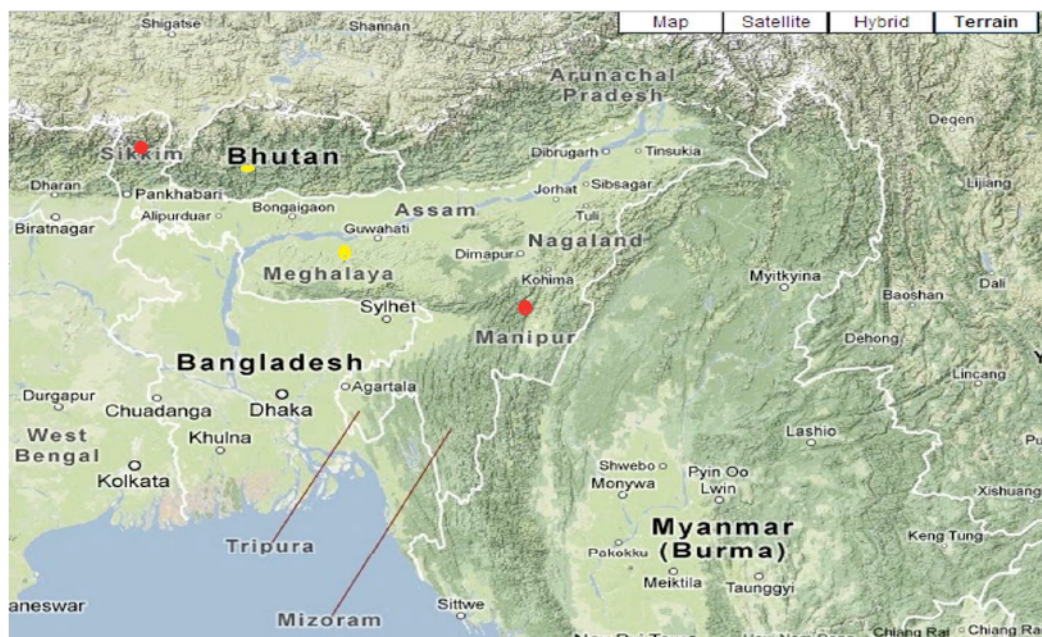 Map Satellite Hybrid Terrain
Shigatse
Shannan
Arunachal
Pradesh
Deqen
Sikkim
Bhutan
Dibrugarh
Tinsukia
Dharan
Pankhabari
Jorhat
Sibsagar
Lijiang
Biratnagar
Alipurduar
Bongaigaon
Assam
Tuli
Guwahati
Nagaland
Dimapur
Meghalaya
Kohima
Myitkyina
Dali
Baoshan
Sylhet
Manipur
Dehong
Bangladesh
Agartala
Lincang
Durgapur
Chuadanga
Dhaka
West
Bengal
Khulna
Lashio
Kolkata
Shwebo
Pyin Oo
Lwin
Monywa
Xishuang
Myanmar
(Burma)
Tripura
Pakokku
Keng Tung
Meiktila
Taunggyi
aneswar
Mizoram
Sittwe
Chiang Rai
Chiang Rai